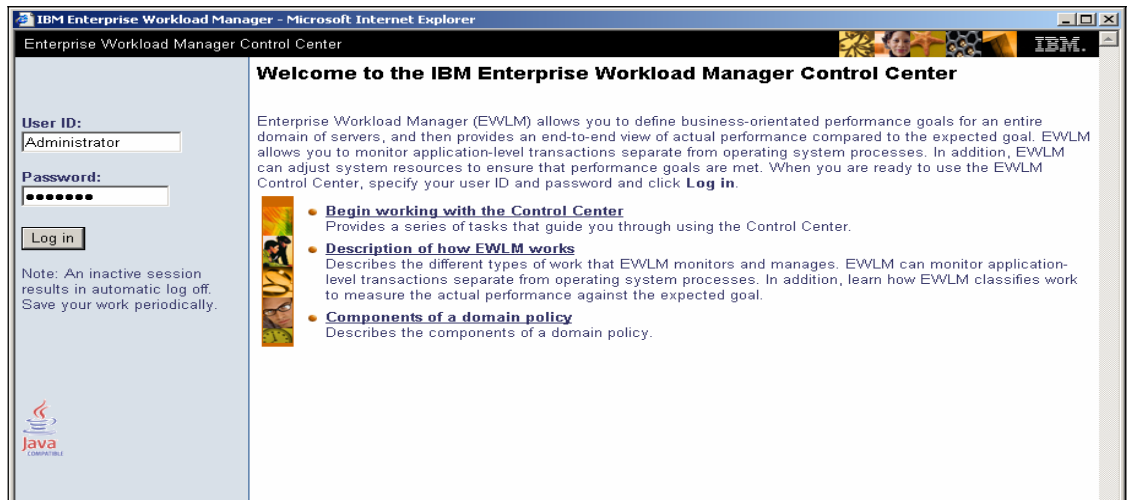 IBM Enterprise Workload Manager - Microsoft Internet Explorer
Enterprise Workload Manager Control Center
IBM.
Welcome to the IBM Enterprise Workload Manager Control Center
User ID:
Administrator
Password:
Log in
Note: An inactive session
results in automatic log off.
Save your work periodically.
Java
COMPATIBLE
Enterprise Workload Manager (EWLM) allows you to define business-orientated performance goals for an entire
domain of servers, and then provides an end-to-end view of actual performance compared to the expected goal. EWLM
allows you to monitor application-level transactions separate from operating system processes. In addition, EWLM
can adjust system resources to ensure that performance goals are met. When you are ready to use the EWLM
Control Center, specify your user ID and password and click Log in.
Begin working with the Control Center
Provides a series of tasks that guide you through using the Control Center.
Description of how EWLM works
Describes the different types of work that EWLM monitors and manages. EWLM can monitor application-
level transactions separate from operating system processes. In addition, learn how EWLM classifies work
to measure the actual performance against the expected goal.
Components of a domain policy
Describes the components of a domain policy.